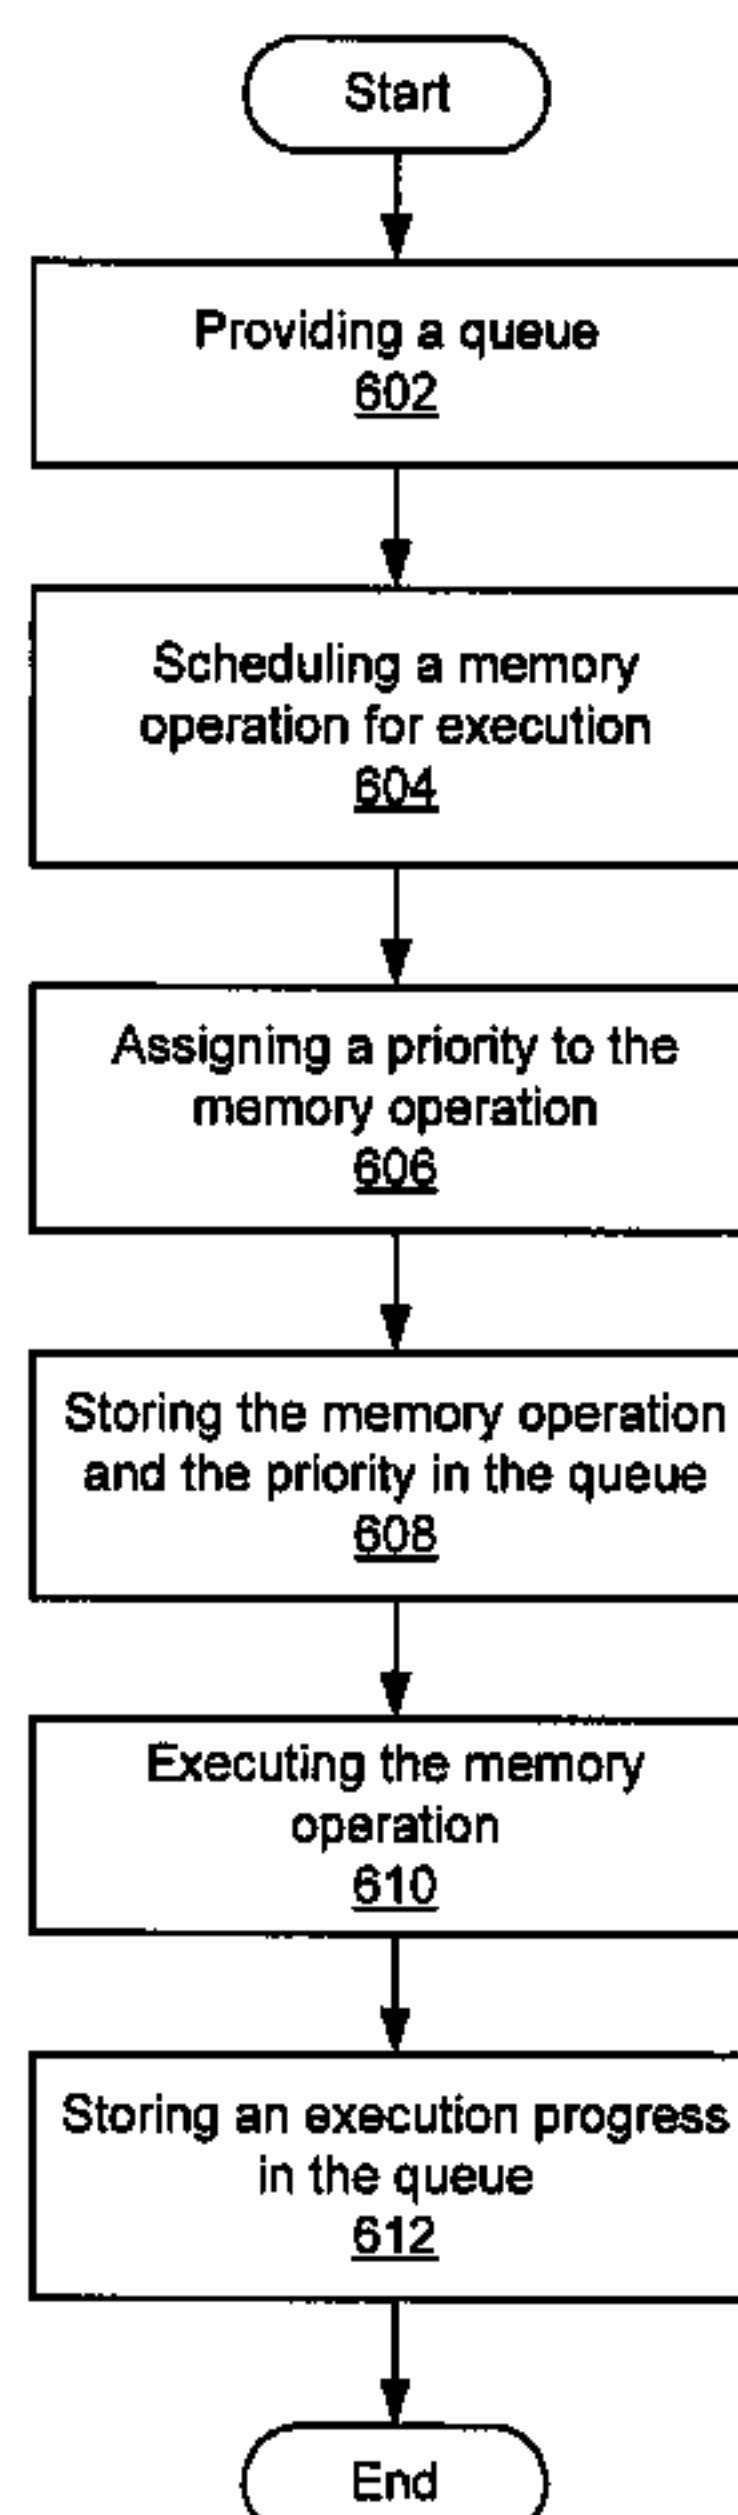 Start
Providing a queue
602
Scheduling a memory
operation for execution
604
Assigning a priority to the
memory operation
606
Storing the memory operation
and the priority in the queue
608
Executing the memory
operation
610
Storing an execution progress
in the queue
612
End